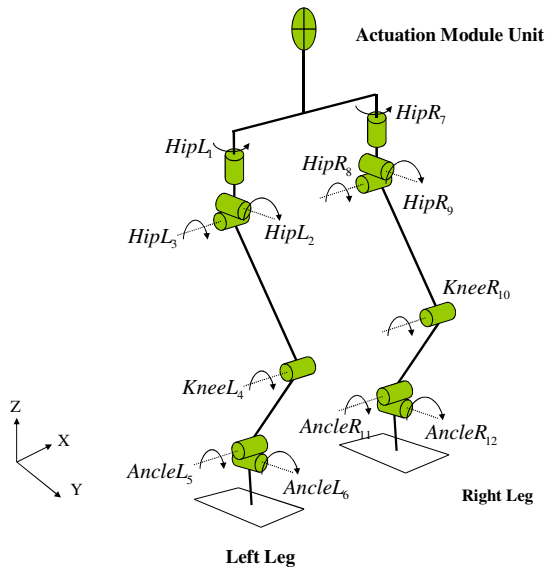 Actuation Module Unit
HipR7
HipL1
HipR8
HipR9
HipL3
HipL2
KneeR10
KneeL4
Z
X
Y
AncleR11
AncleR12
AncleL5
AncleL6
Right Leg
Left Leg